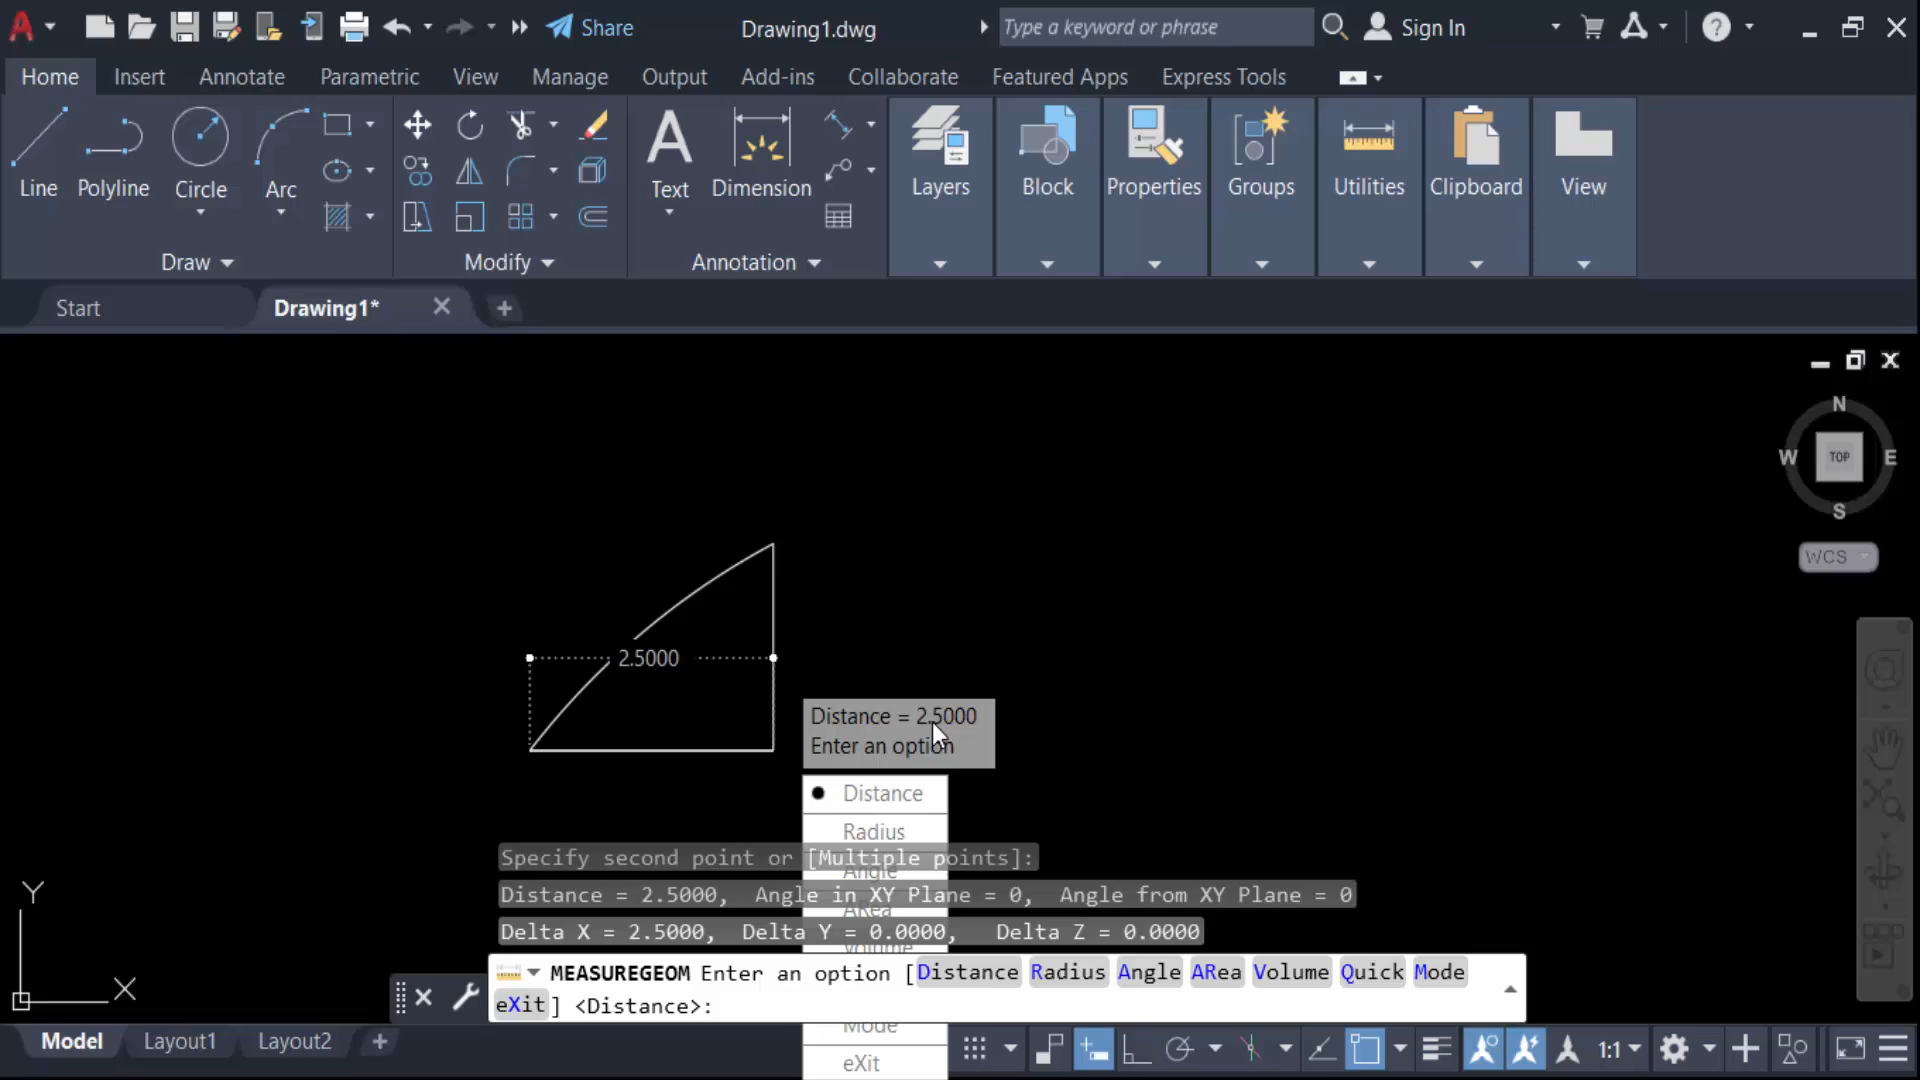 Share
Drawing1.dwg
Type a keyword or phrase
Sign In
Home Insert Annotate Parametric View Manage Output Add-ins Collaborate Featured Apps Express Tools
Line Polyline Circle Arc
Text Dimension
Layers Block Properties Groups Utilities Clipboard View
Draw Modify Annotation
Start Drawing1*
N
W TOP E
S
WCS
2.5000
Distance = 2.5000
Enter an option
Distance
Radius
Angle
ARea
Volume
Specify second point or [Multiple points]:
Distance = 2.5000, Angle in XY Plane = 0, Angle from XY Plane = 0
Delta X = 2.5000, Delta Y = 0.0000, Delta Z = 0.0000
MEASUREGEOM Enter an option [Distance Radius Angle ARea Volume Quick Mode
eXit] <Distance>:
Mode
eXit
Y
X
Model Layout1 Layout2
1:1